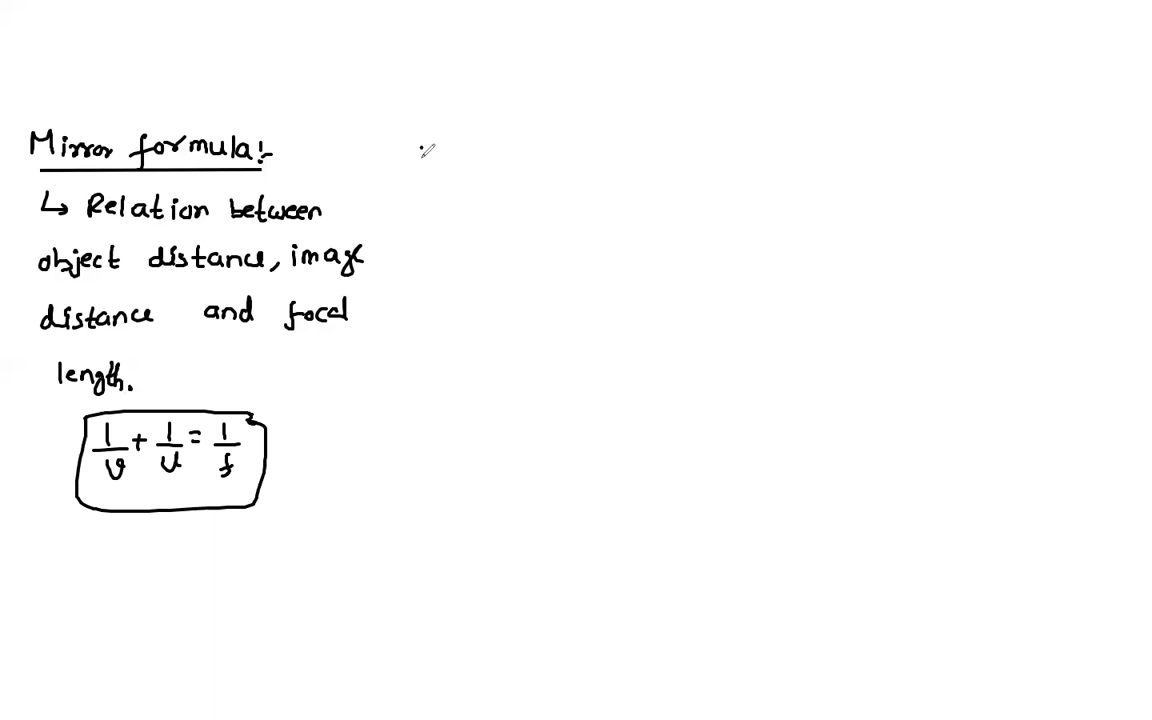 Mirror formula:-
↳ Relation between
object distance, image
distance and focal
length.
1/v + 1/u = 1/f